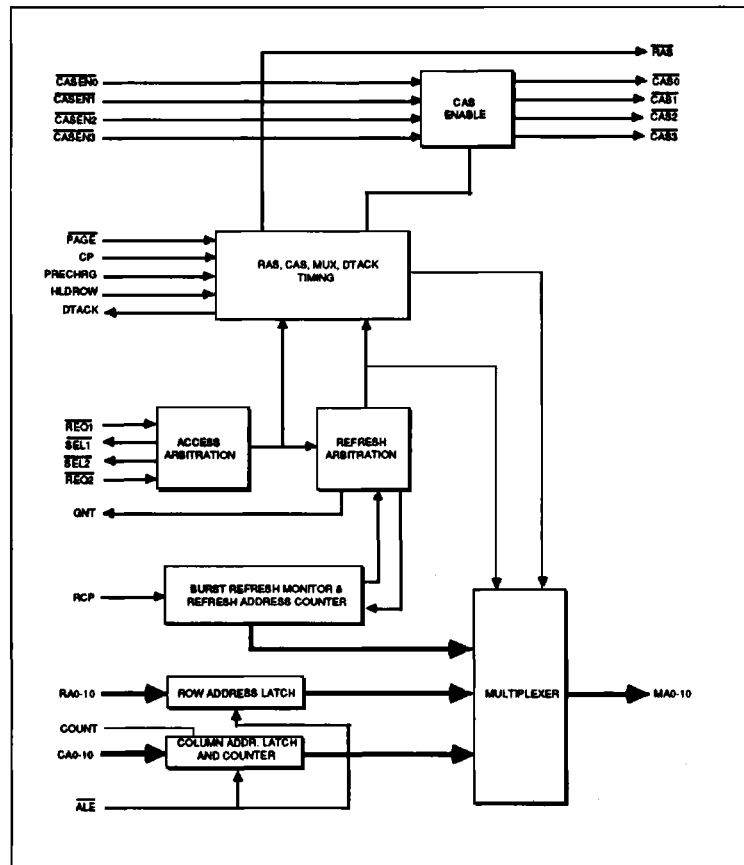 RAS
CASEN0
CASEN1
CASEN2
CASEN3
CAS
ENABLE
CAS0
CAS1
CAS2
CAS3
PAGE
CP
PRECHRG
HLDROW
DTACK
RAS, CAS, MUX, DTACK
TIMING
REQ1
SEL1
SEL2
REQ2
GNT
ACCESS
ARBITRATION
REFRESH
ARBITRATION
RCP
BURST REFRESH MONITOR &
REFRESH ADDRESS COUNTER
RA0-10
ROW ADDRESS LATCH
COUNT
CA0-10
COLUMN ADDR. LATCH
AND COUNTER
ALE
MULTIPLEXER
MA0-10